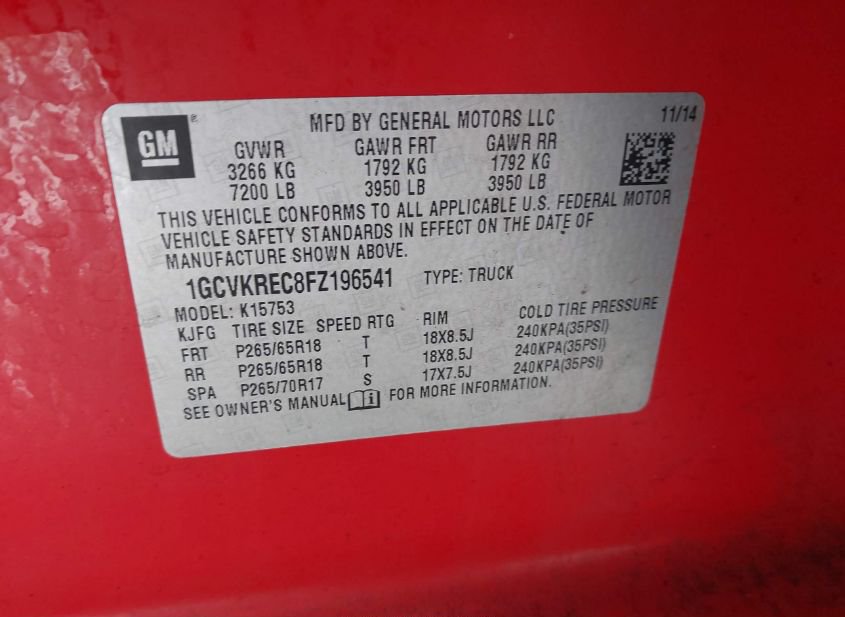 GM
®
MFD BY GENERAL MOTORS LLC 11/14
GVWR GAWR FRT GAWR RR
3266 KG 1792 KG 1792 KG
7200 LB 3950 LB 3950 LB
THIS VEHICLE CONFORMS TO ALL APPLICABLE U.S. FEDERAL MOTOR
VEHICLE SAFETY STANDARDS IN EFFECT ON THE DATE OF
MANUFACTURE SHOWN ABOVE.
1GCVKREC8FZ196541 TYPE: TRUCK
MODEL: K15753
KJFG TIRE SIZE SPEED RTG RIM COLD TIRE PRESSURE
FRT P265/65R18 T 18X8.5J 240KPA(35PSI)
RR P265/65R18 T 18X8.5J 240KPA(35PSI)
SPA P265/70R17 S 17X7.5J 240KPA(35PSI)
SEE OWNER'S MANUAL i FOR MORE INFORMATION.